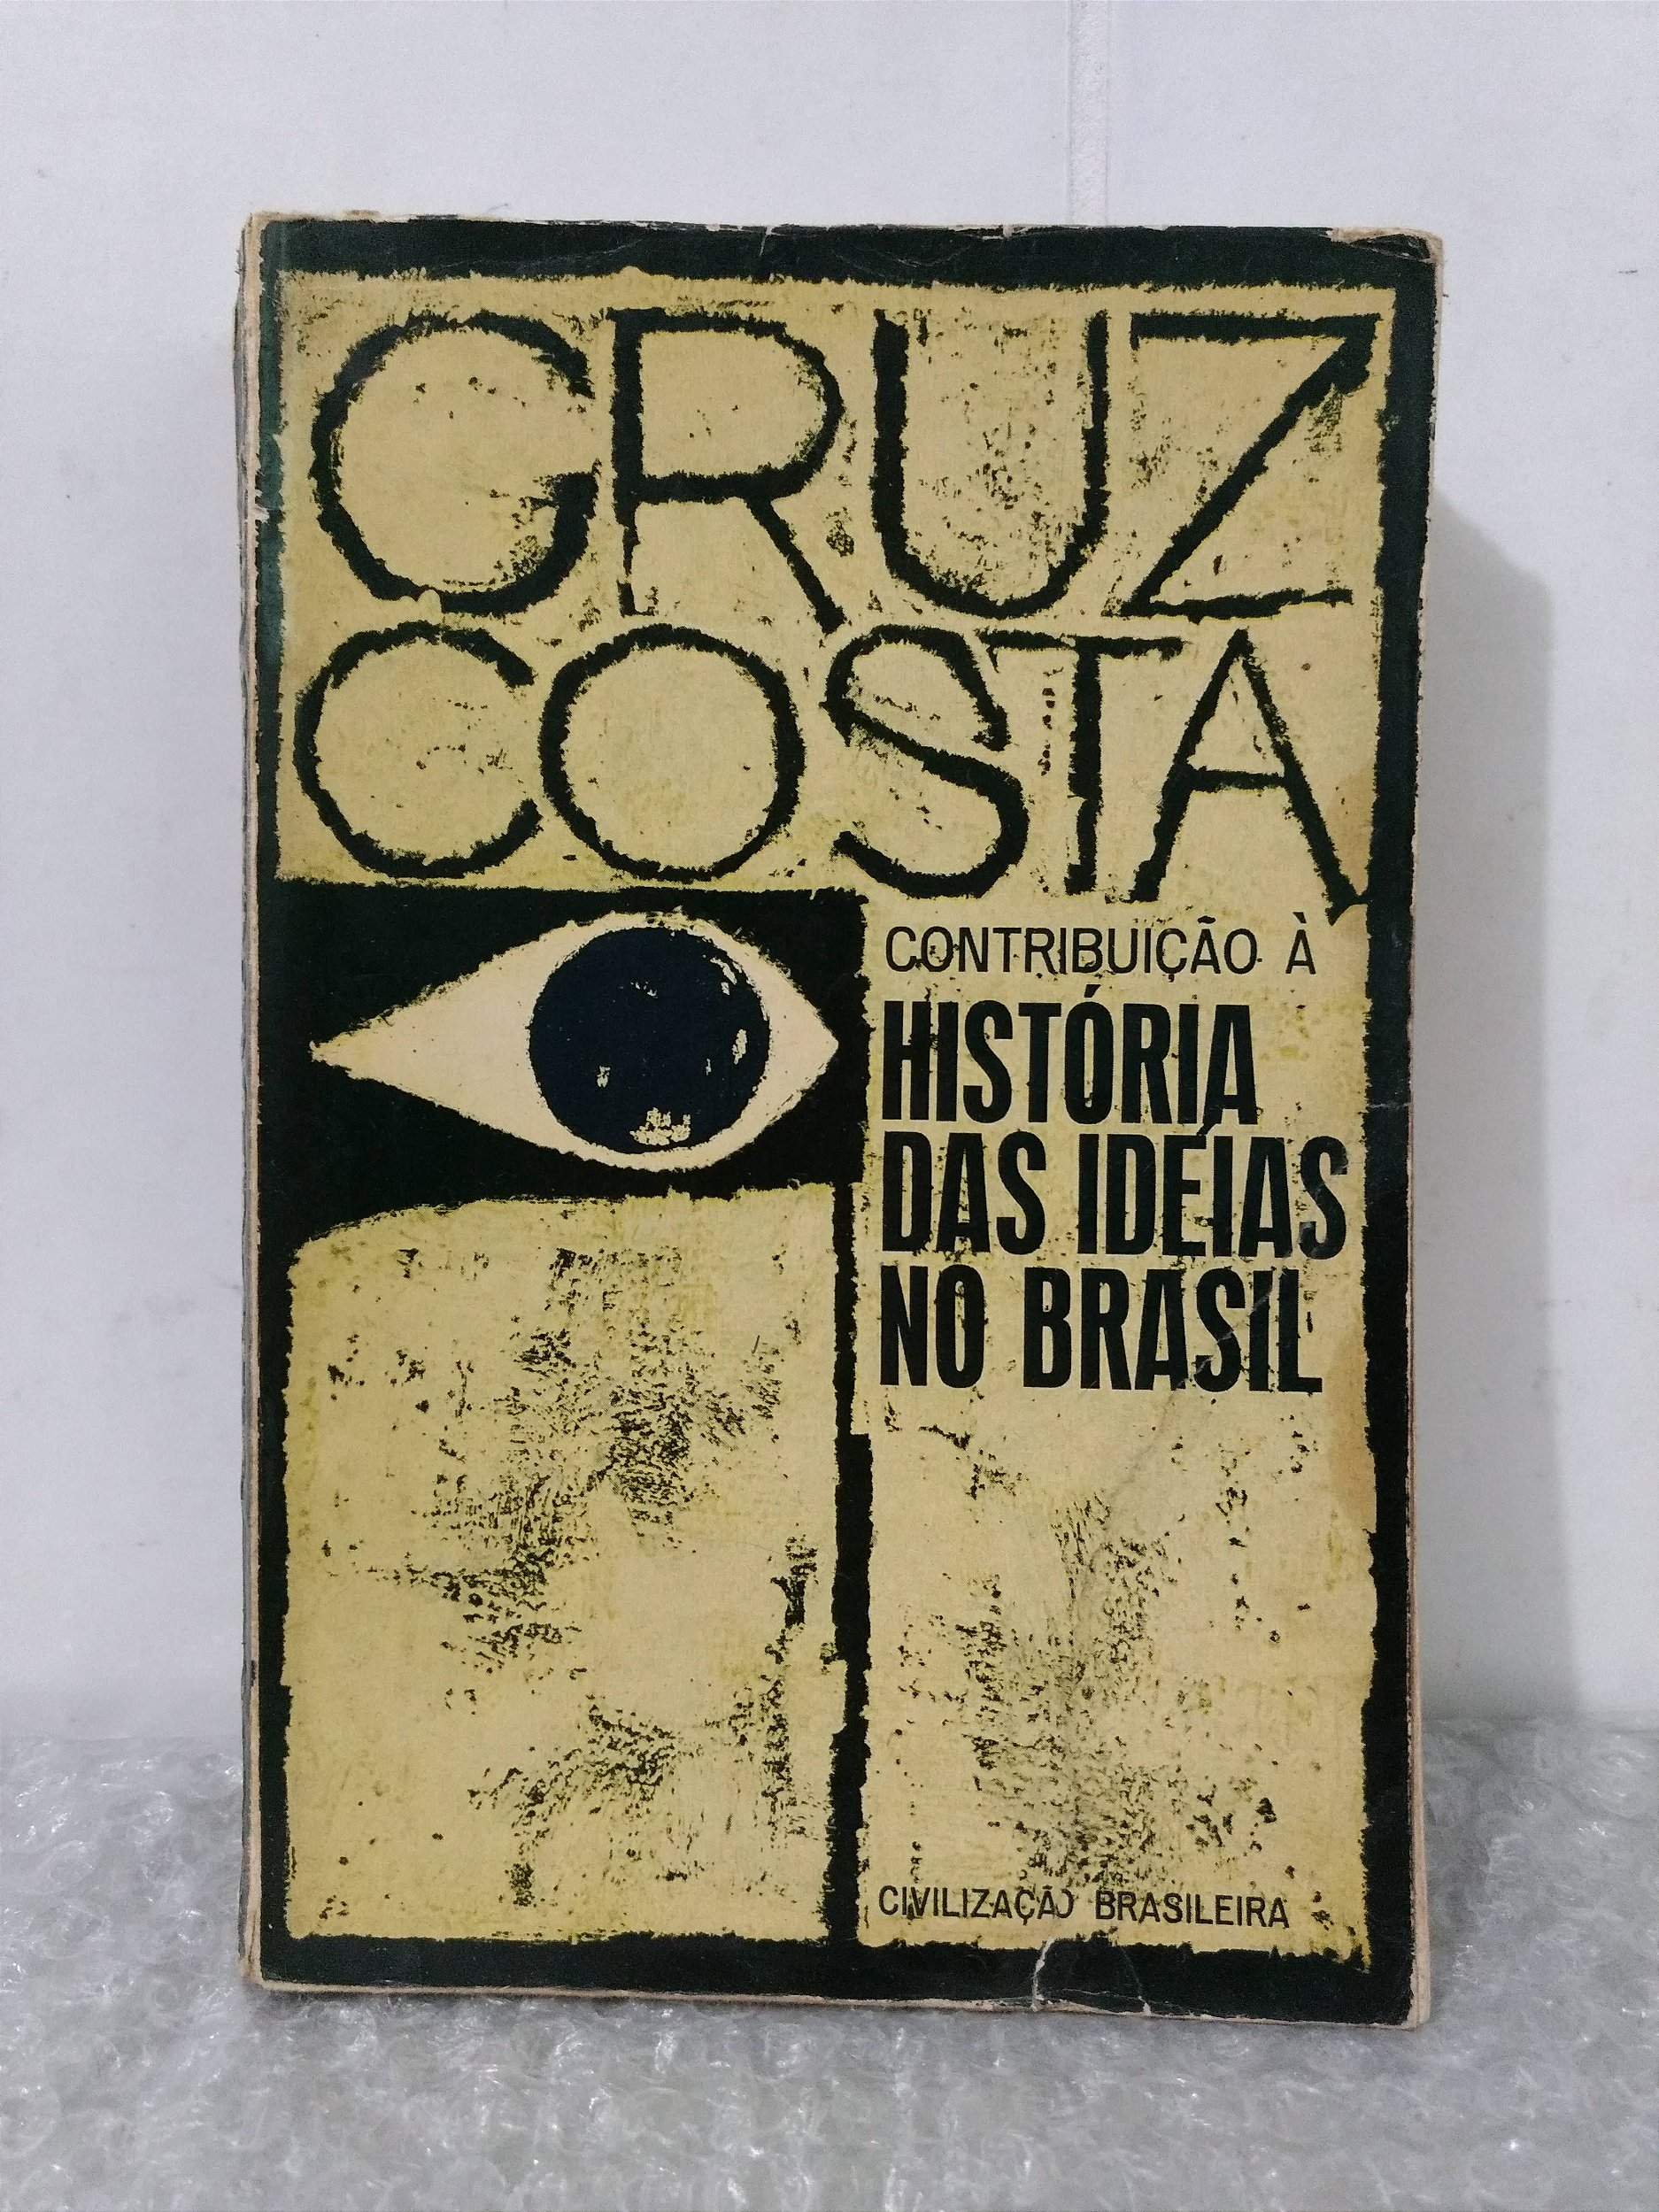 CRUZ
COSTA
CONTRIBUIÇÃO À
HISTÓRIA
DAS IDÉIAS
NO BRASIL
CIVILIZAÇÃO BRASILEIRA